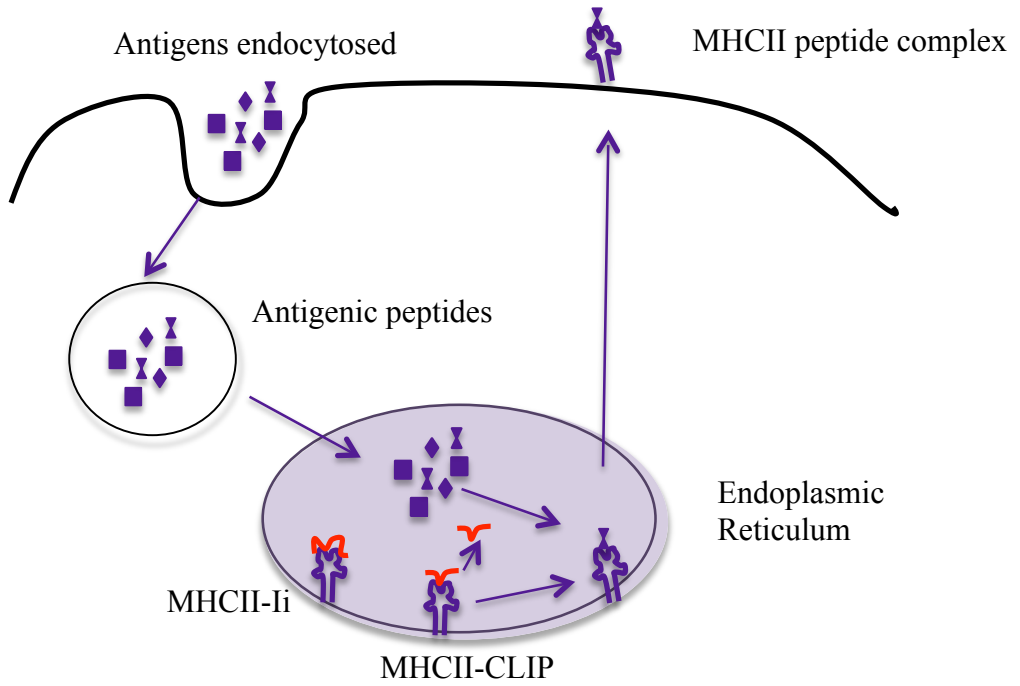 Antigens endocytosed
MHCII peptide complex
Antigenic peptides
Endoplasmic
Reticulum
MHCII-Ii
MHCII-CLIP